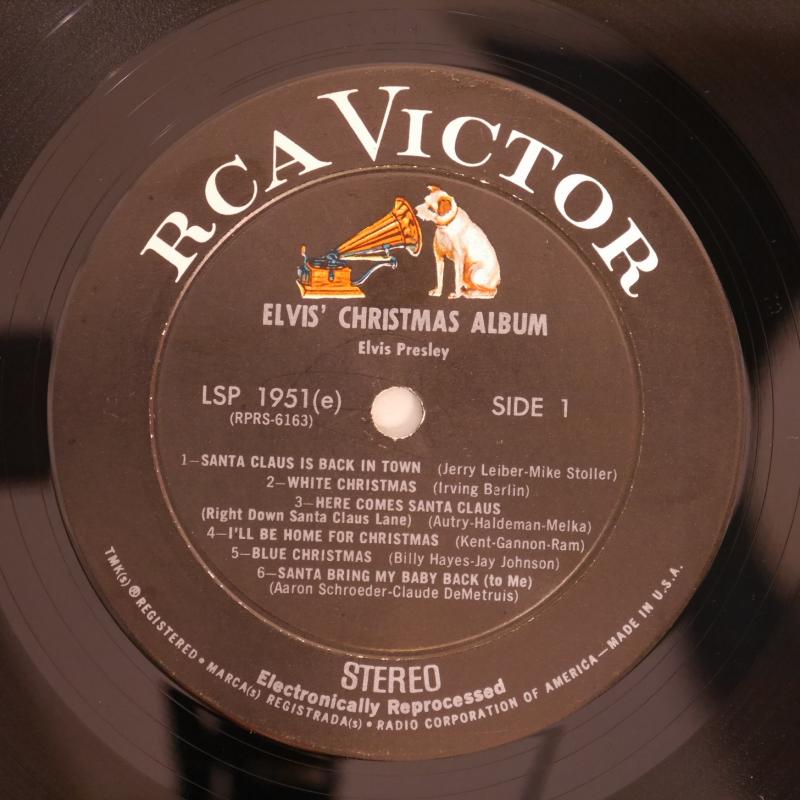 RCA VICTOR
ELVIS' CHRISTMAS ALBUM
Elvis Presley
LSP 1951(e) SIDE 1
(RPRS-6163)
1—SANTA CLAUS IS BACK IN TOWN (Jerry Leiber-Mike Stoller)
2—WHITE CHRISTMAS (Irving Berlin)
3—HERE COMES SANTA CLAUS
(Right Down Santa Claus Lane) (Autry-Haldeman-Melka)
4—I'LL BE HOME FOR CHRISTMAS (Kent-Gannon-Ram)
5—BLUE CHRISTMAS (Billy Hayes-Jay Johnson)
6—SANTA BRING MY BABY BACK (to Me)
(Aaron Schroeder-Claude DeMetruis)
STEREO
Electronically Reprocessed
TMK(s) ® REGISTERED • MARCA(s) REGISTRADA(s) • RADIO CORPORATION OF AMERICA—MADE IN U.S.A.